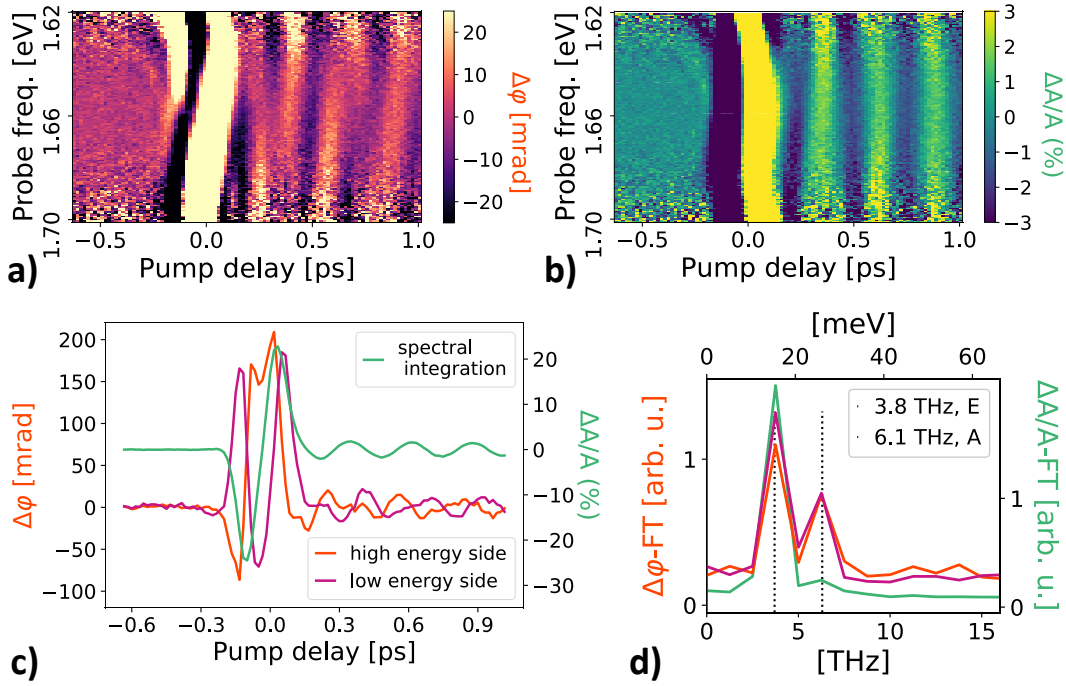 1.62
1.66
1.70
Probe freq. [eV]
−0.5
0.0
0.5
1.0
Pump delay [ps]
20
10
0
−10
−20
Δφ [mrad]
a)
1.62
1.66
1.70
Probe freq. [eV]
−0.5
0.0
0.5
1.0
Pump delay [ps]
3
2
1
0
−1
−2
−3
ΔA/A (%)
b)
200
150
100
50
0
−50
−100
Δφ [mrad]
spectral
integration
high energy side
low energy side
20
10
0
−10
−20
−30
ΔA/A (%)
−0.6
−0.3
0.0
0.3
0.6
0.9
Pump delay [ps]
c)
[meV]
0
20
40
60
3.8 THz, E
6.1 THz, A
1
0
Δφ-FT [arb. u.]
1
0
ΔA/A-FT [arb. u.]
0
5
10
15
[THz]
d)